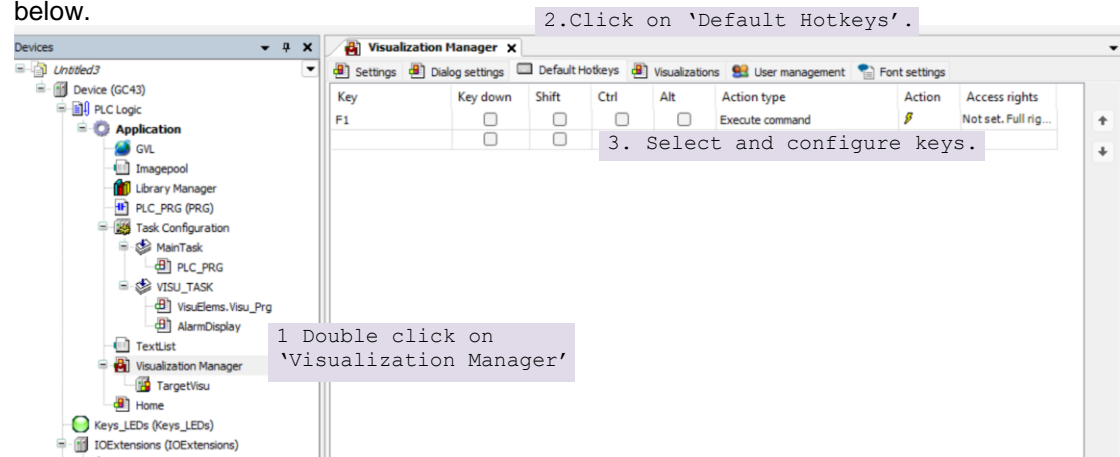 below.
2.Click on ‘Default Hotkeys’.
Devices
Visualization Manager
Untitled3
Settings Dialog settings Default Hotkeys Visualizations User management Font settings
Device (GC43)
Key Key down Shift Ctrl Alt Action type Action Access rights
PLC Logic
F1 Execute command Not set. Full rig...
Application
3. Select and configure keys.
GVL
Imagepool
Library Manager
PLC_PRG (PRG)
Task Configuration
MainTask
PLC_PRG
VISU_TASK
VisuElems.Visu_Prg
AlarmDisplay
1 Double click on
‘Visualization Manager’
TextList
Visualization Manager
TargetVisu
Home
Keys_LEDs (Keys_LEDs)
IOExtensions (IOExtensions)